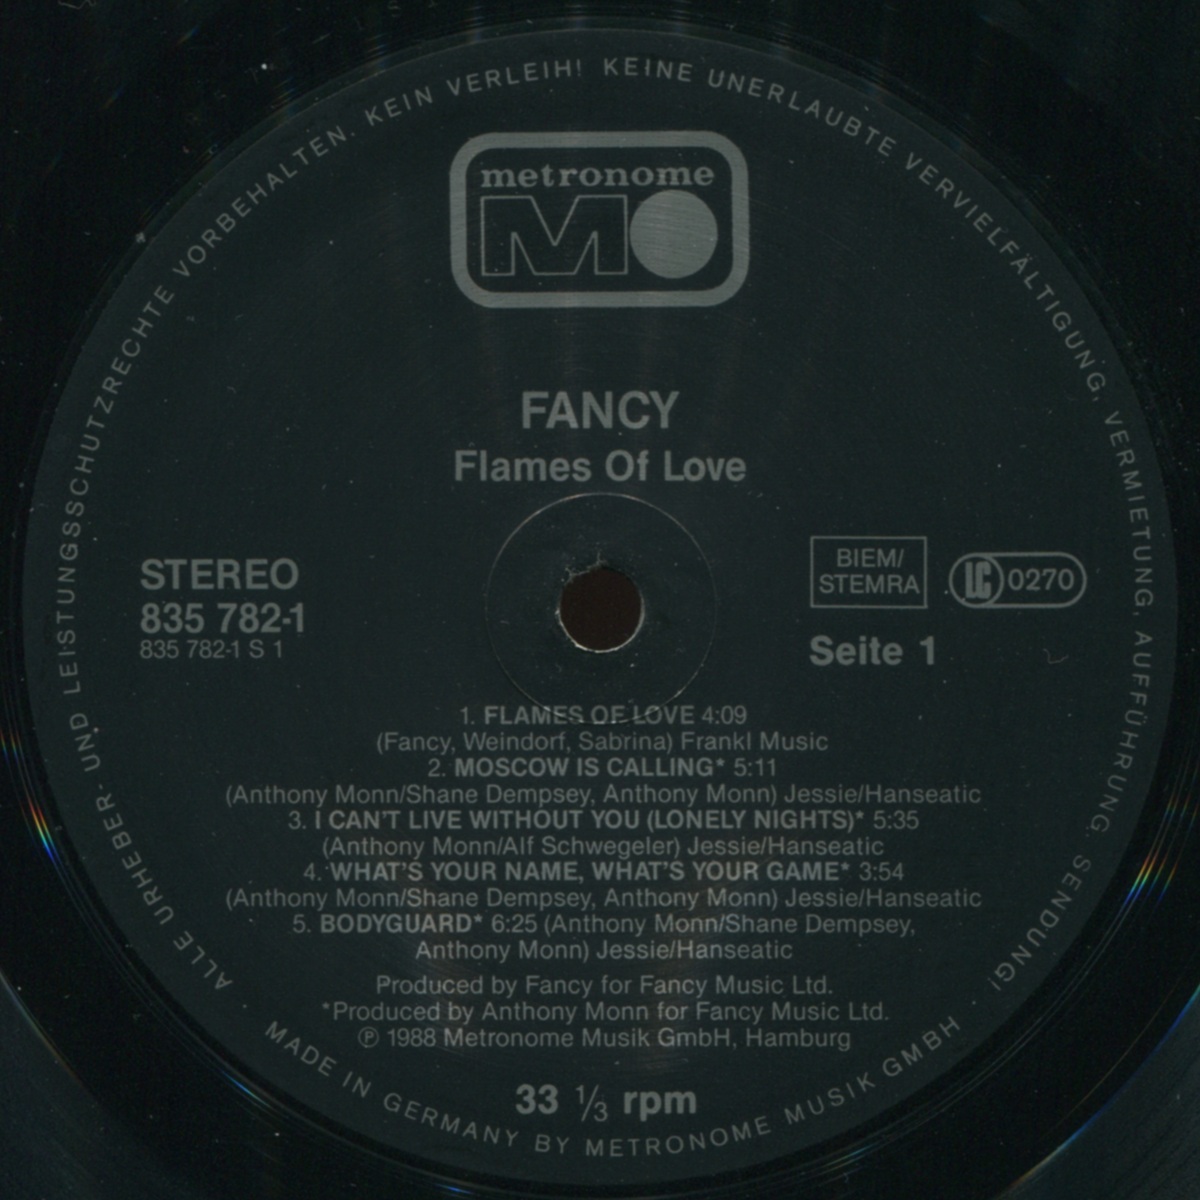 ALLE URHEBER- UND LEISTUNGSSCHUTZRECHTE VORBEHALTEN. KEIN VERLEIH! KEINE UNERLAUBTE VERVIELFÄLTIGUNG, VERMIETUNG, AUFFÜHRUNG, SENDUNG!
metronome
MO
FANCY
Flames Of Love
STEREO
835 782-1
835 782-1 S 1
BIEM/
STEMRA
LC 0270
Seite 1
1. FLAMES OF LOVE 4:09
(Fancy, Weindorf, Sabrina) Frankl Music
2. MOSCOW IS CALLING* 5:11
(Anthony Monn/Shane Dempsey, Anthony Monn) Jessie/Hanseatic
3. I CAN'T LIVE WITHOUT YOU (LONELY NIGHTS)* 5:35
(Anthony Monn/Alf Schwegeler) Jessie/Hanseatic
4. WHAT'S YOUR NAME, WHAT'S YOUR GAME* 3:54
(Anthony Monn/Shane Dempsey, Anthony Monn) Jessie/Hanseatic
5. BODYGUARD* 6:25 (Anthony Monn/Shane Dempsey,
Anthony Monn) Jessie/Hanseatic
Produced by Fancy for Fancy Music Ltd.
*Produced by Anthony Monn for Fancy Music Ltd.
℗ 1988 Metronome Musik GmbH, Hamburg
33 ⅓ rpm
· MADE IN GERMANY BY METRONOME MUSIK GMBH ·